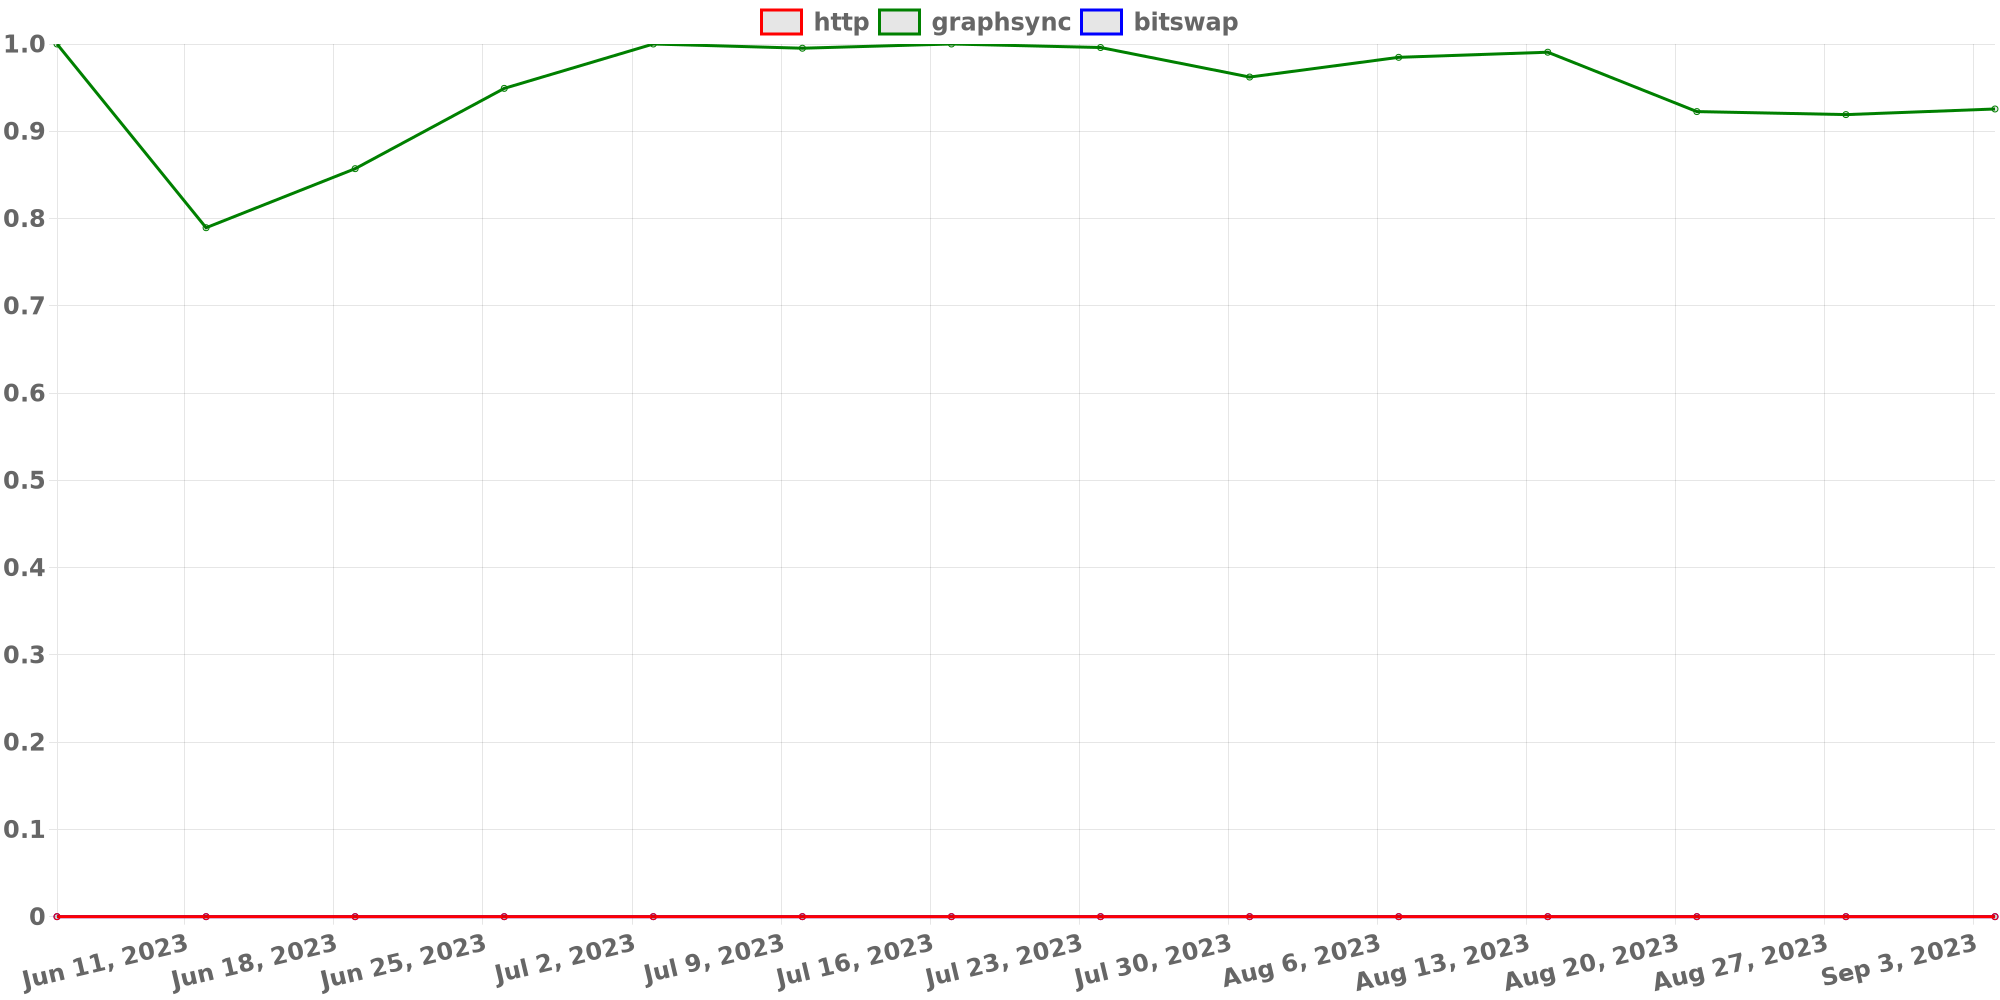 http graphsync bitswap
1.0
0.9
0.8
0.7
0.6
0.5
0.4
0.3
0.2
0.1
0
Jun 11, 2023
Jun 18, 2023
Jun 25, 2023
Jul 2, 2023
Jul 9, 2023
Jul 16, 2023
Jul 23, 2023
Jul 30, 2023
Aug 6, 2023
Aug 13, 2023
Aug 20, 2023
Aug 27, 2023
Sep 3, 2023